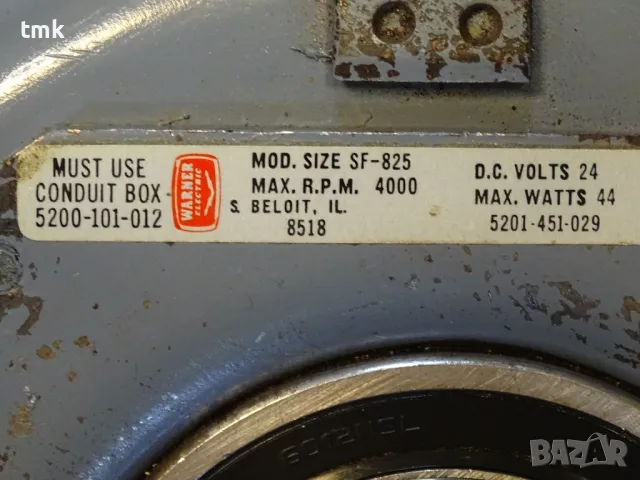 tmk
MUST USE
CONDUIT BOX
5200-101-012
WARNER
ELECTRIC
MOD. SIZE SF-825
MAX. R.P.M. 4000
S. BELOIT, IL.
8518
D.C. VOLTS 24
MAX. WATTS 44
5201-451-029
BAZAR